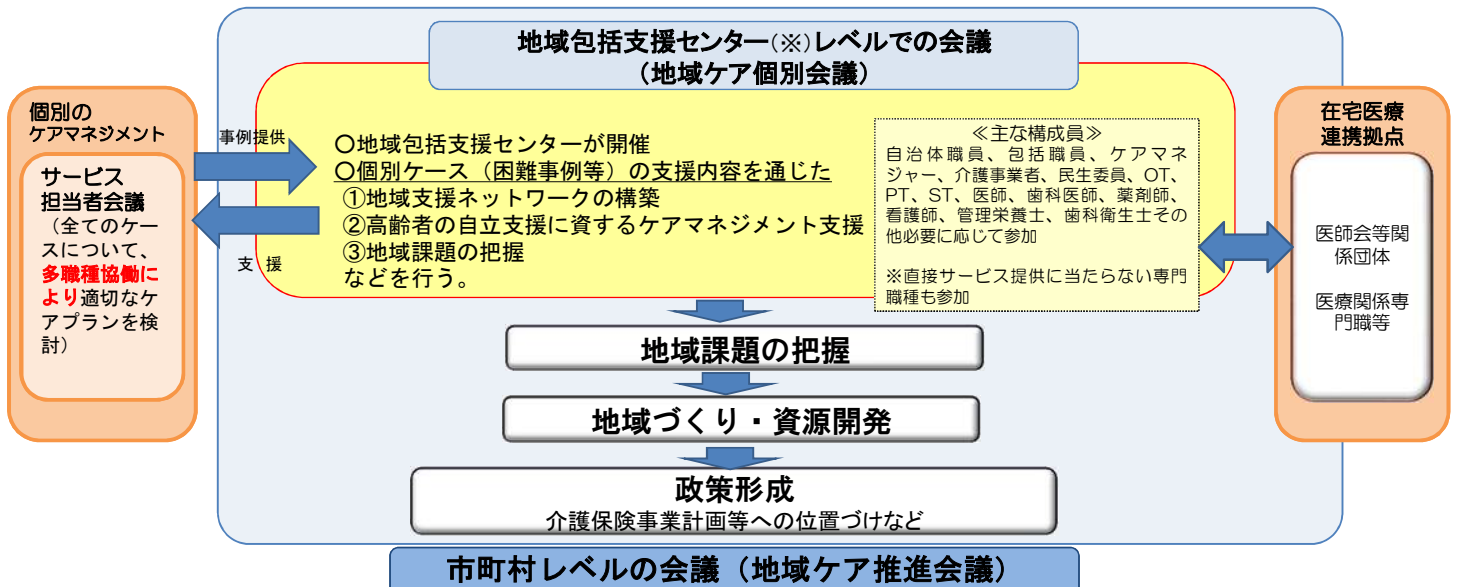 地域包括支援センター(※)レベルでの会議
（地域ケア個別会議）
個別の
ケアマネジメント
サービス
担当者会議
（全てのケー
スについて、
多職種協働に
より適切なケ
アプランを検
討）
事例提供
支 援
〇地域包括支援センターが開催
〇個別ケース（困難事例等）の支援内容を通じた
①地域支援ネットワークの構築
②高齢者の自立支援に資するケアマネジメント支援
③地域課題の把握
などを行う。
≪主な構成員≫
自治体職員、包括職員、ケアマネ
ジャー、介護事業者、民生委員、OT、
PT、ST、医師、歯科医師、薬剤師、
看護師、管理栄養士、歯科衛生士その
他必要に応じて参加
※直接サービス提供に当たらない専門
職種も参加
在宅医療
連携拠点
医師会等関
係団体
医療関係専
門職等
地域課題の把握
地域づくり・資源開発
政策形成
介護保険事業計画等への位置づけなど
市町村レベルの会議（地域ケア推進会議）